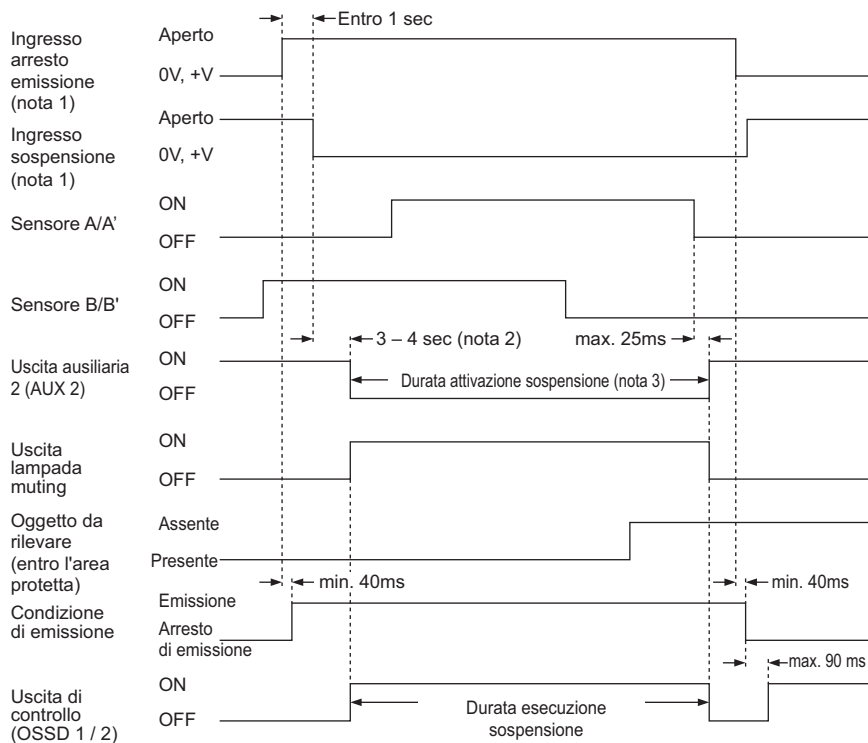 Entro 1 sec
Ingresso
arresto
emissione
(nota 1)
Aperto
0V, +V
Ingresso
sospensione
(nota 1)
Aperto
0V, +V
Sensore A/A’
ON
OFF
Sensore B/B'
ON
OFF
3 – 4 sec (nota 2)
max. 25ms
Uscita ausiliaria
2 (AUX 2)
ON
OFF
Durata attivazione sospensione (nota 3)
Uscita
lampada
muting
ON
OFF
Oggetto da
rilevare
(entro l'area
protetta)
Assente
Presente
min. 40ms
min. 40ms
Condizione
di emissione
Emissione
Arresto
di emissione
max. 90 ms
Uscita di
controllo
(OSSD 1 / 2)
ON
OFF
Durata esecuzione
sospensione